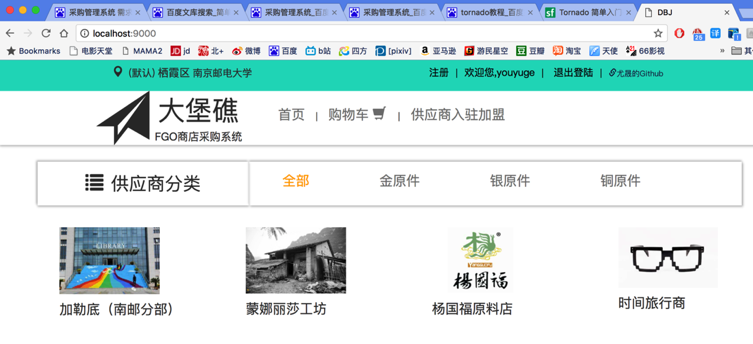 采购管理系统 需求
百度文库搜索_简
采购管理系统_百度
采购管理系统_百度
tornado教程_百度
Tornado 简单入门
DBJ
localhost:9000
Bookmarks 电影天堂 MAMA2 jd 北+ 微博 百度 b站 四方 [pixiv] 亚马逊 游民星空 豆瓣 淘宝 天使 66影视 »
(默认) 栖霞区 南京邮电大学
注册 | 欢迎您,youyuge | 退出登陆 | 尤晟的Github
大堡礁
FGO商店采购系统
首页 | 购物车 | 供应商入驻加盟
供应商分类
全部 金原件 银原件 铜原件
LIBRARY
杨國福
加勒底（南邮分部）
蒙娜丽莎工坊
杨国福原料店
时间旅行商